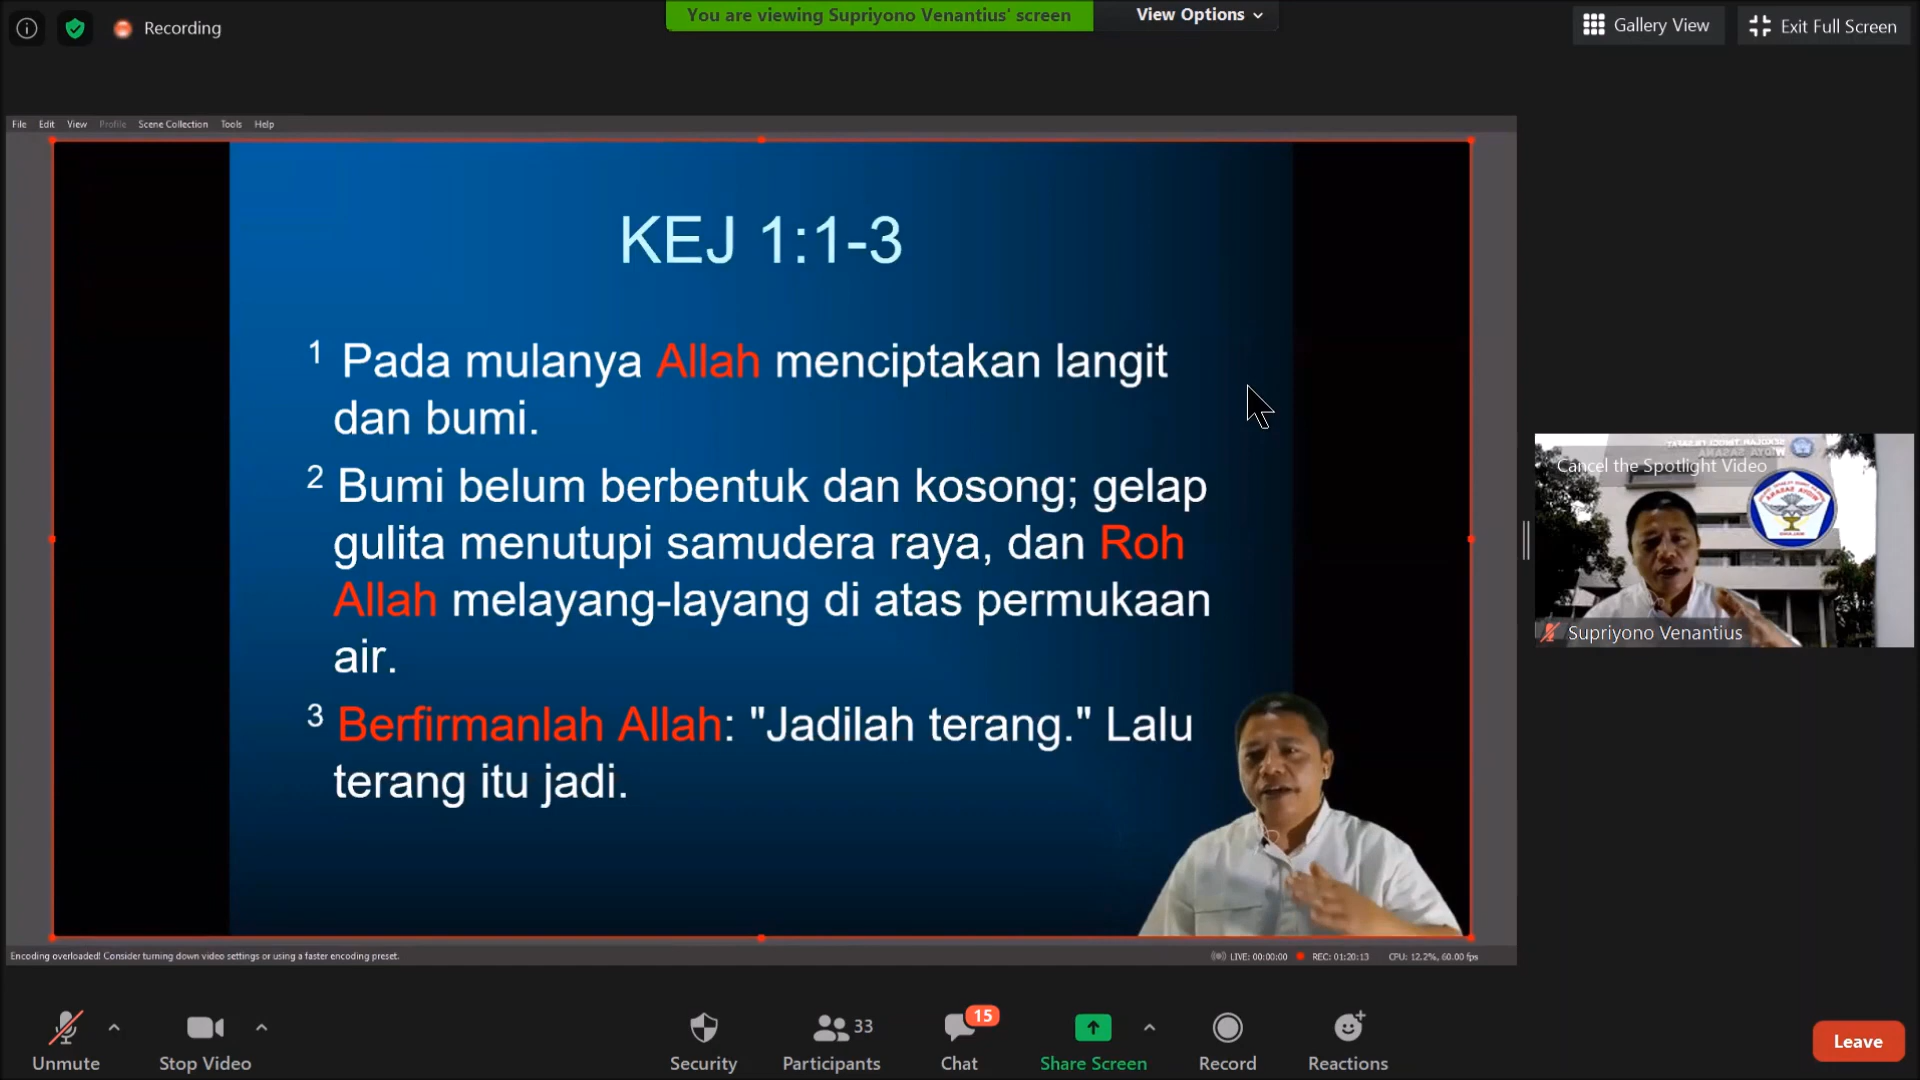 Recording
You are viewing Supriyono Venantius' screen
View Options
Gallery View
Exit Full Screen
File Edit View Profile Scene Collection Tools Help
KEJ 1:1-3
1 Pada mulanya Allah menciptakan langit
dan bumi.
2 Bumi belum berbentuk dan kosong; gelap
gulita menutupi samudera raya, dan Roh
Allah melayang-layang di atas permukaan
air.
3 Berfirmanlah Allah: "Jadilah terang." Lalu
terang itu jadi.
Cancel the Spotlight Video
Supriyono Venantius
Encoding overloaded! Consider turning down video settings or using a faster encoding preset.
LIVE: 00:00:00 REC: 01:20:13 CPU: 12.2%, 60.00 fps
Unmute
Stop Video
Security
33
Participants
15
Chat
Share Screen
Record
Reactions
Leave